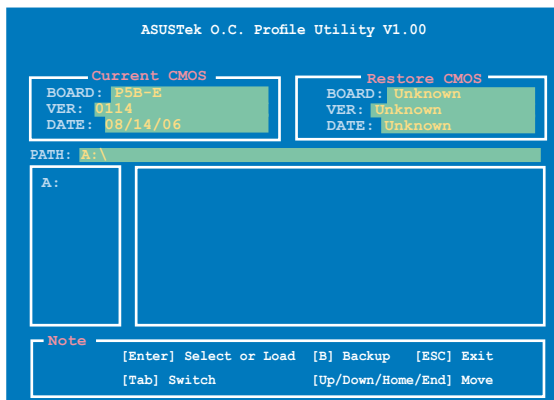 ASUSTek O.C. Profile Utility V1.00
Current CMOS
BOARD: P5B-E
VER: 0114
DATE: 08/14/06
Restore CMOS
BOARD: Unknown
VER: Unknown
DATE: Unknown
PATH: A:\
A:
Note
[Enter] Select or Load [B] Backup [ESC] Exit
[Tab] Switch [Up/Down/Home/End] Move